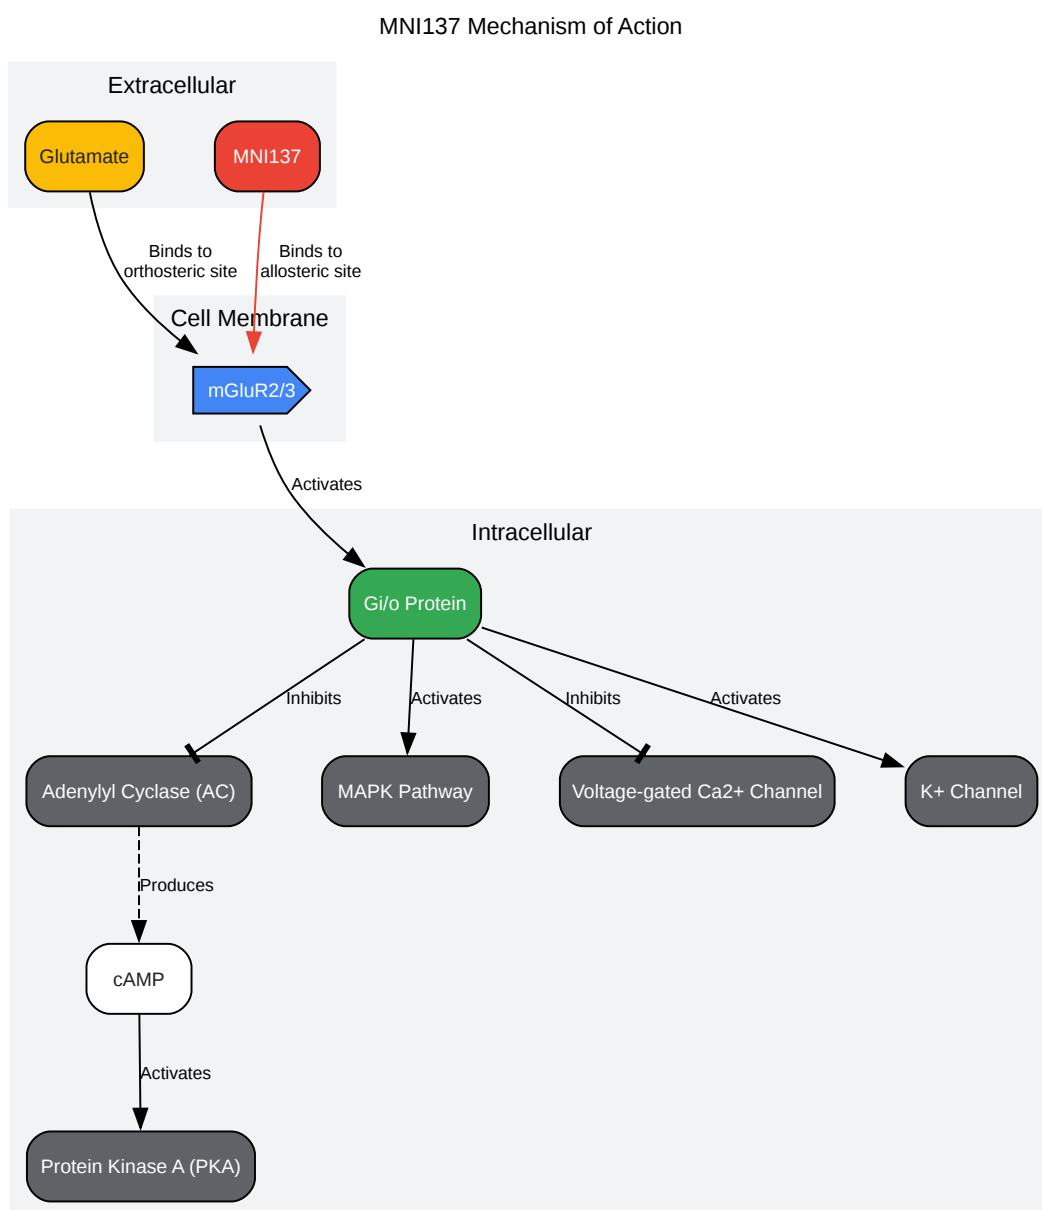 MNI137 Mechanism of Action
Extracellular
Glutamate
MNI137
Binds to
orthosteric site
Binds to
allosteric site
Cell Membrane
mGluR2/3
Activates
Intracellular
Gi/o Protein
Inhibits
Activates
Inhibits
Activates
Adenylyl Cyclase (AC)
MAPK Pathway
Voltage-gated Ca2+ Channel
K+ Channel
Produces
cAMP
Activates
Protein Kinase A (PKA)